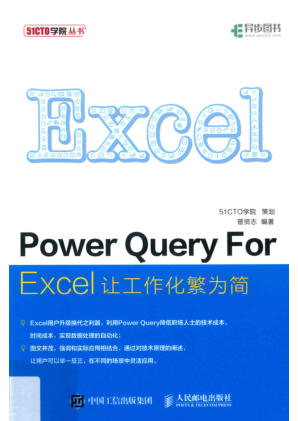 51CTO学院丛书
异步图书
www.epubit.com
Excel
51CTO学院 策划
曾贤志 编著
Power Query For
Excel 让工作化繁为简
Excel用户升级换代之利器，利用Power Query降低职场人士的技术成本、
时间成本，实现数据处理的自动化；
图文并茂，强调和实际应用相结合，通过对技术原理的阐述，
让用户可以举一反三，在不同的场景中灵活应用。
中国工信出版集团
人民邮电出版社
POSTS & TELECOM PRESS